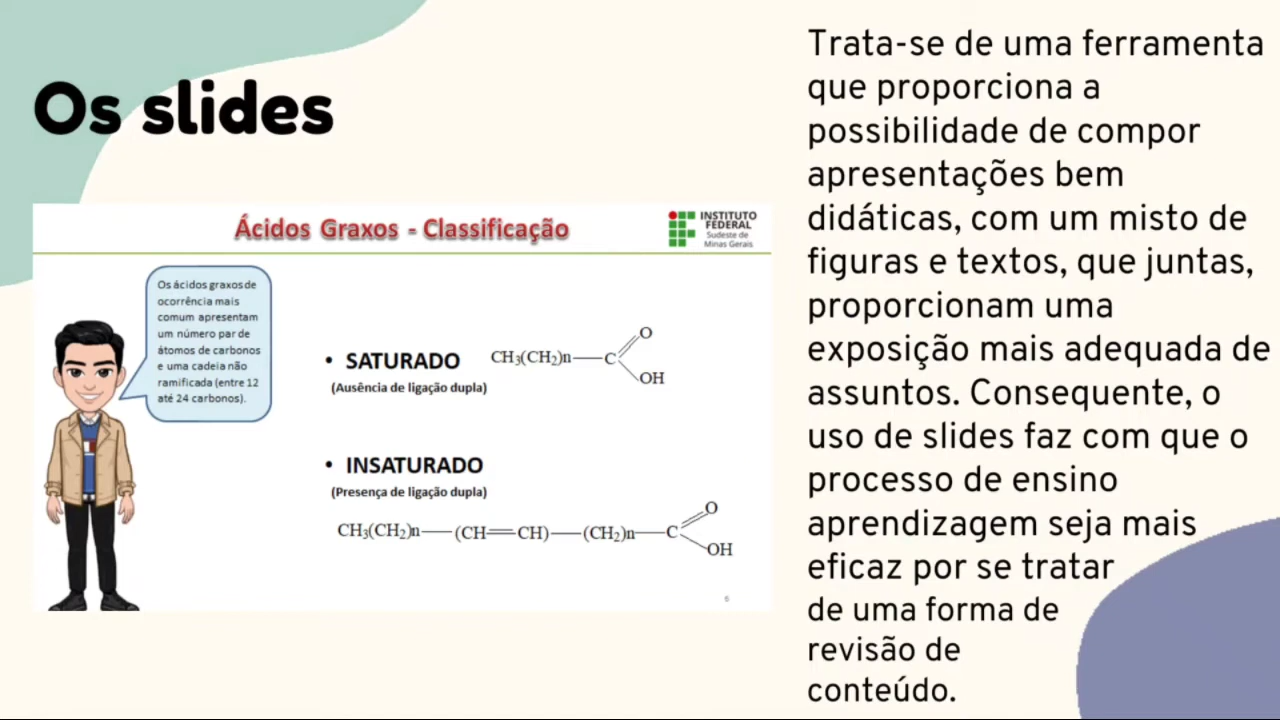 Os slides
Ácidos Graxos - Classificação
INSTITUTO
FEDERAL
Sudeste de
Minas Gerais
Os ácidos graxos de
ocorrência mais
comum apresentam
um número par de
átomos de carbonos
e uma cadeia não
ramificada (entre 12
até 24 carbonos).
• SATURADO
(Ausência de ligação dupla)
CH₃(CH₂)n—C
O
OH
• INSATURADO
(Presença de ligação dupla)
CH₃(CH₂)n—(CH=CH)—(CH₂)n—C
O
OH
6
Trata-se de uma ferramenta
que proporciona a
possibilidade de compor
apresentações bem
didáticas, com um misto de
figuras e textos, que juntas,
proporcionam uma
exposição mais adequada de
assuntos. Consequente, o
uso de slides faz com que o
processo de ensino
aprendizagem seja mais
eficaz por se tratar
de uma forma de
revisão de
conteúdo.